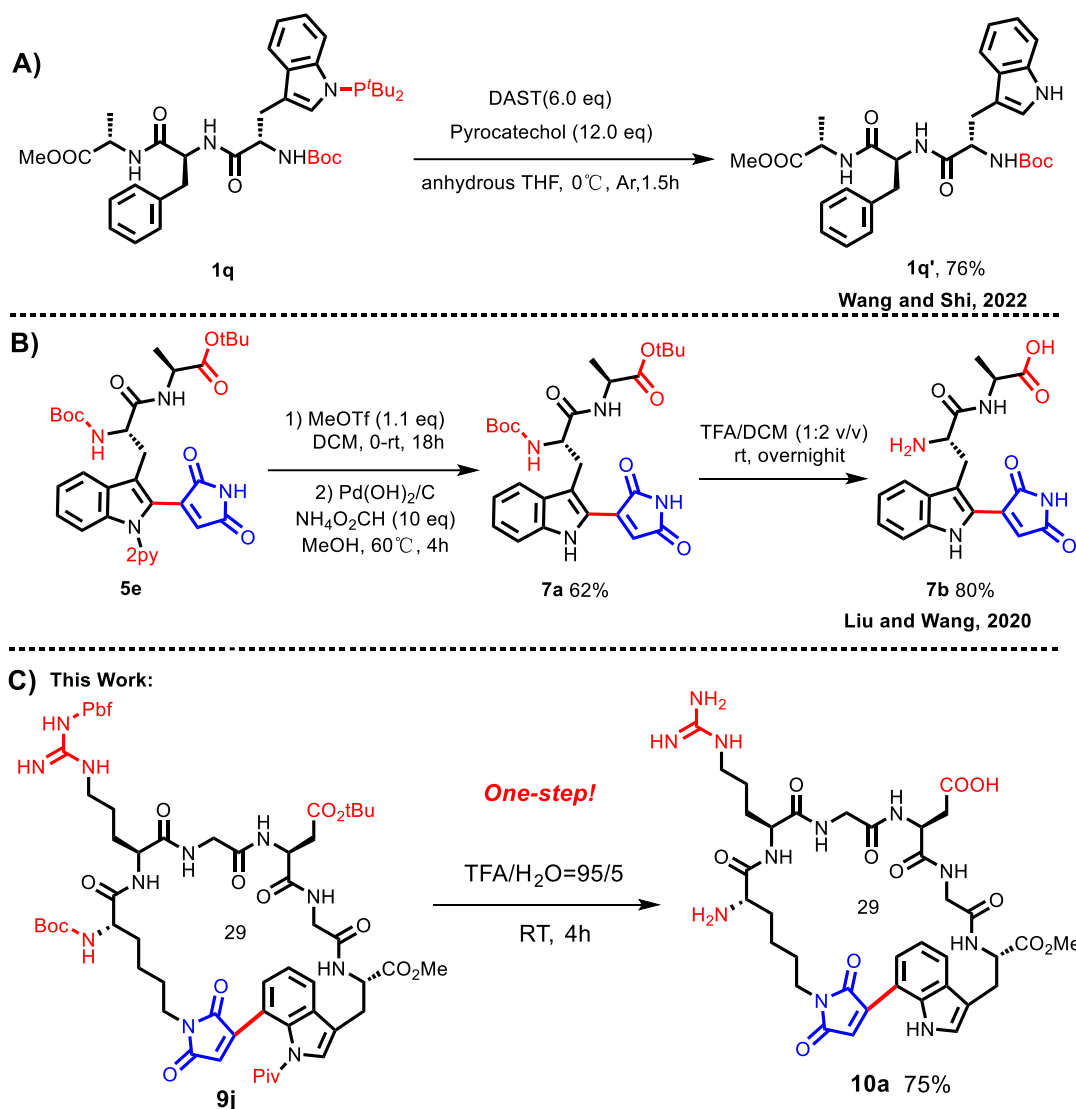 A)
N
P
t
Bu2
MeOOC
N
H
O
H
N
O
NHBoc
1q
DAST(6.0 eq)
Pyrocatechol (12.0 eq)
anhydrous THF, 0℃, Ar,1.5h
NH
MeO
O
N
H
O
H
N
O
NHBoc
1q', 76%
Wang and Shi, 2022
B)
OtBu
O
O
NH
Boc
N
H
O
NH
O
N
2py
5e
1) MeOTf (1.1 eq)
DCM, 0-rt, 18h
2) Pd(OH)2/C
NH4O2CH (10 eq)
MeOH, 60℃, 4h
OtBu
O
O
NH
Boc
N
H
O
NH
O
N
H
7a 62%
TFA/DCM (1:2 v/v)
rt, overnighit
OH
O
O
NH
H2N
O
NH
O
N
H
7b 80%
Liu and Wang, 2020
C) This Work:
Pbf
HN
HN
NH
CO2tBu
O
N
H
O
H
N
O
NH
O
NH
O
HN
CO2Me
Boc
N
H
29
N
O
O
N
Piv
9j
One-step!
TFA/H2O=95/5
RT, 4h
NH2
HN
NH
COOH
O
N
H
O
H
N
O
NH
O
NH
O
HN
CO2Me
H2N
29
N
O
O
HN
10a 75%